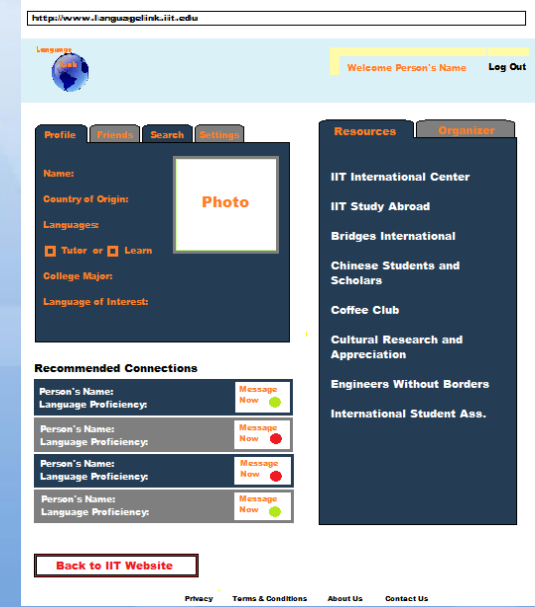 http://www.languagelink.iit.edu
Language
Link
Welcome Person's Name
Log Out
Profile
Friends
Search
Settings
Name:
Country of Origin:
Languages:
Tutor or
Learn
College Major:
Language of Interest:
Photo
Resources
Organizer
IIT International Center
IIT Study Abroad
Bridges International
Chinese Students and
Scholars
Coffee Club
Cultural Research and
Appreciation
Engineers Without Borders
International Student Ass.
Recommended Connections
Person's Name:
Language Proficiency:
Message
Now
Person's Name:
Language Proficiency:
Message
Now
Person's Name:
Language Proficiency:
Message
Now
Person's Name:
Language Proficiency:
Message
Now
Back to IIT Website
Privacy
Terms & Conditions
About Us
Contact Us